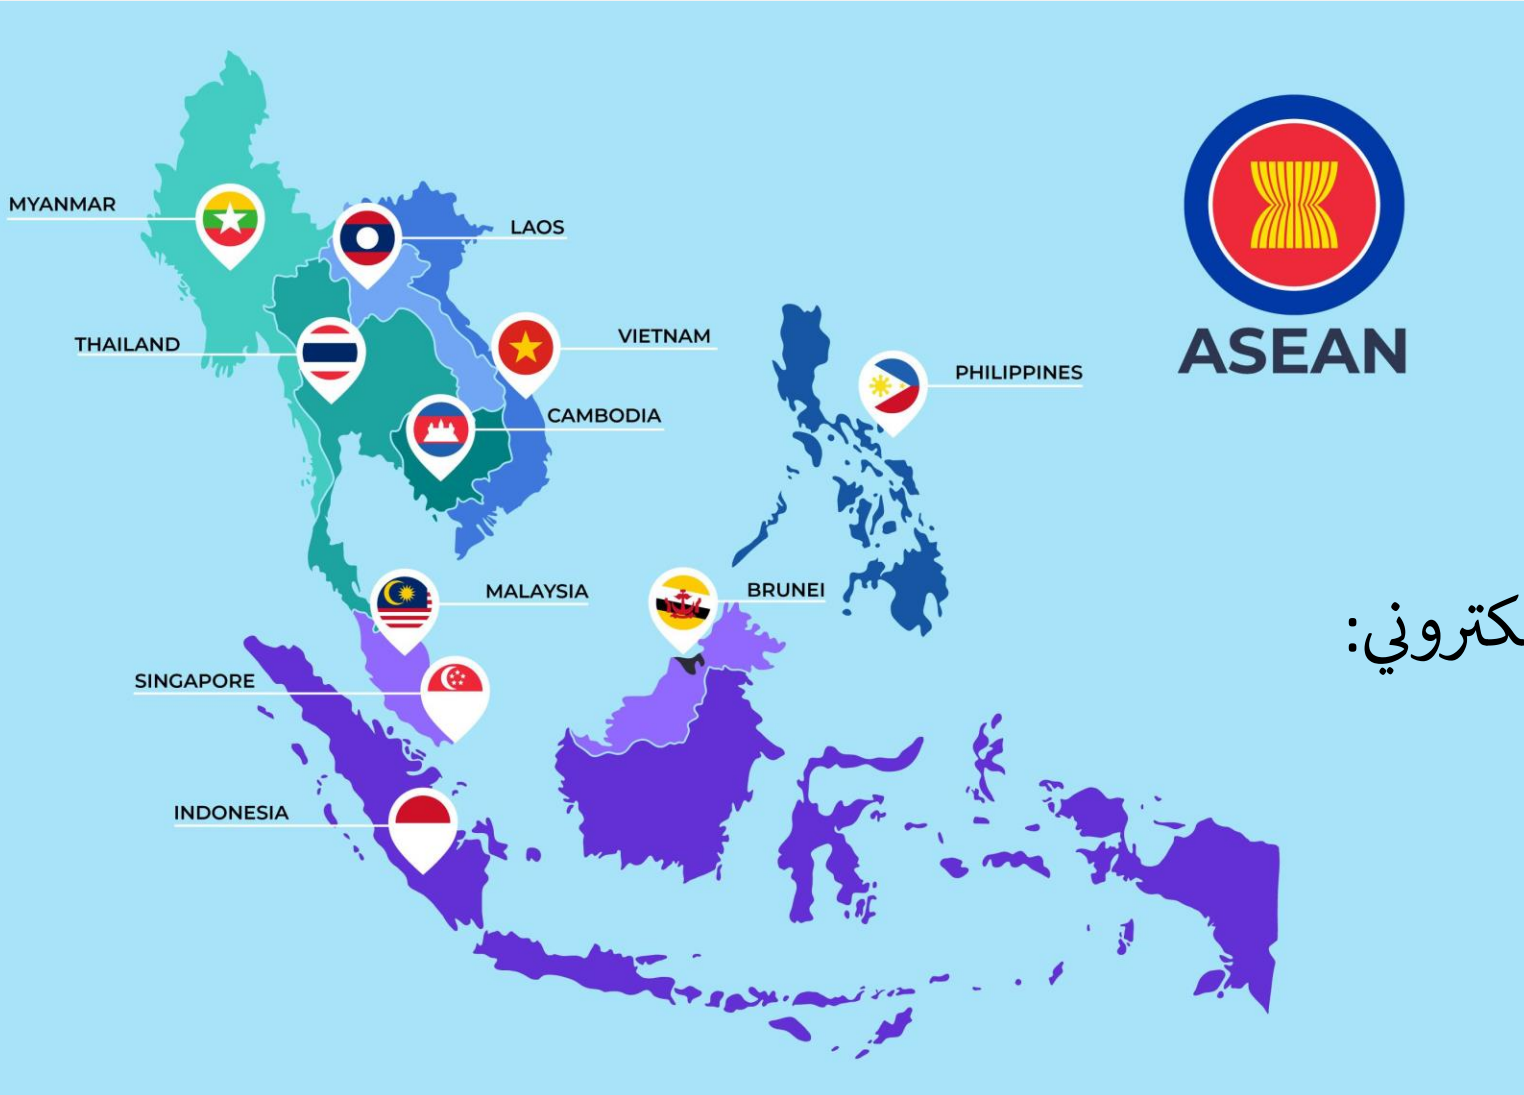 MYANMAR
LAOS
THAILAND
VIETNAM
ASEAN
PHILIPPINES
CAMBODIA
MALAYSIA
BRUNEI
SINGAPORE
INDONESIA